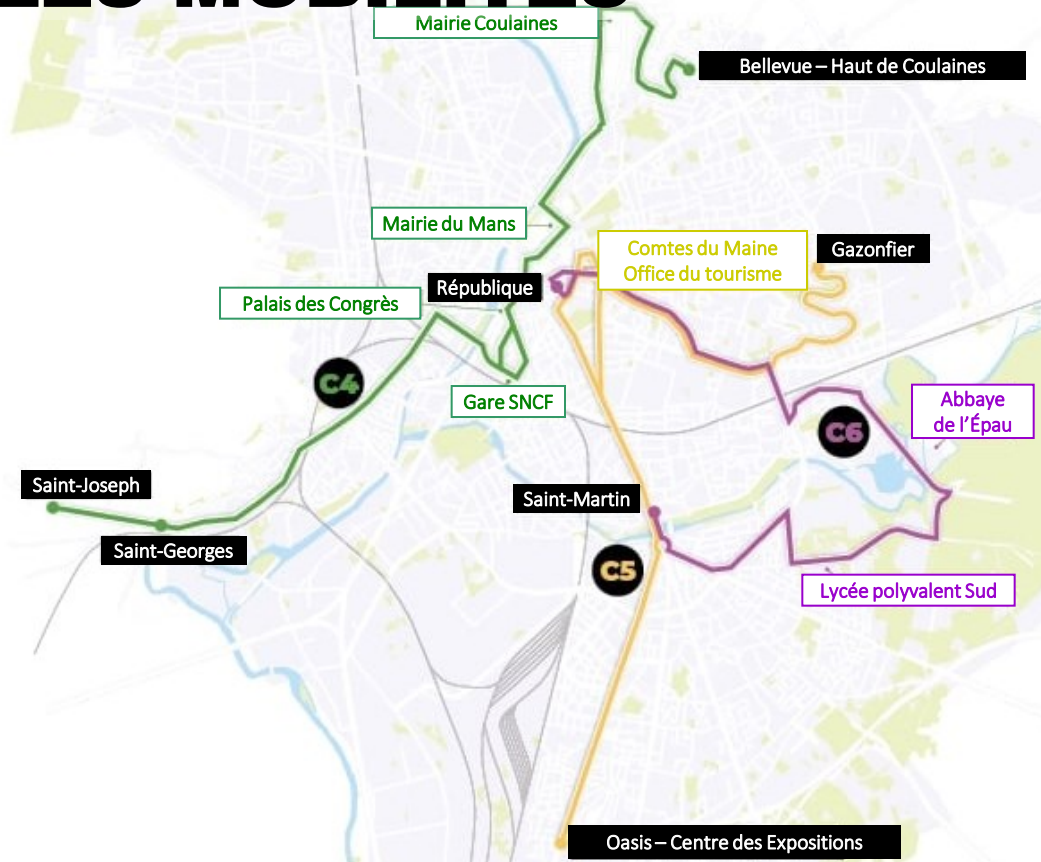 LES MOBILITÉS
Mairie Coulaines
Bellevue – Haut de Coulaines
Mairie du Mans
Comtes du Maine
Office du tourisme
Gazonfier
République
Palais des Congrès
C4
Gare SNCF
Abbaye
de l'Épau
C6
Saint-Joseph
Saint-Martin
Saint-Georges
C5
Lycée polyvalent Sud
Oasis – Centre des Expositions